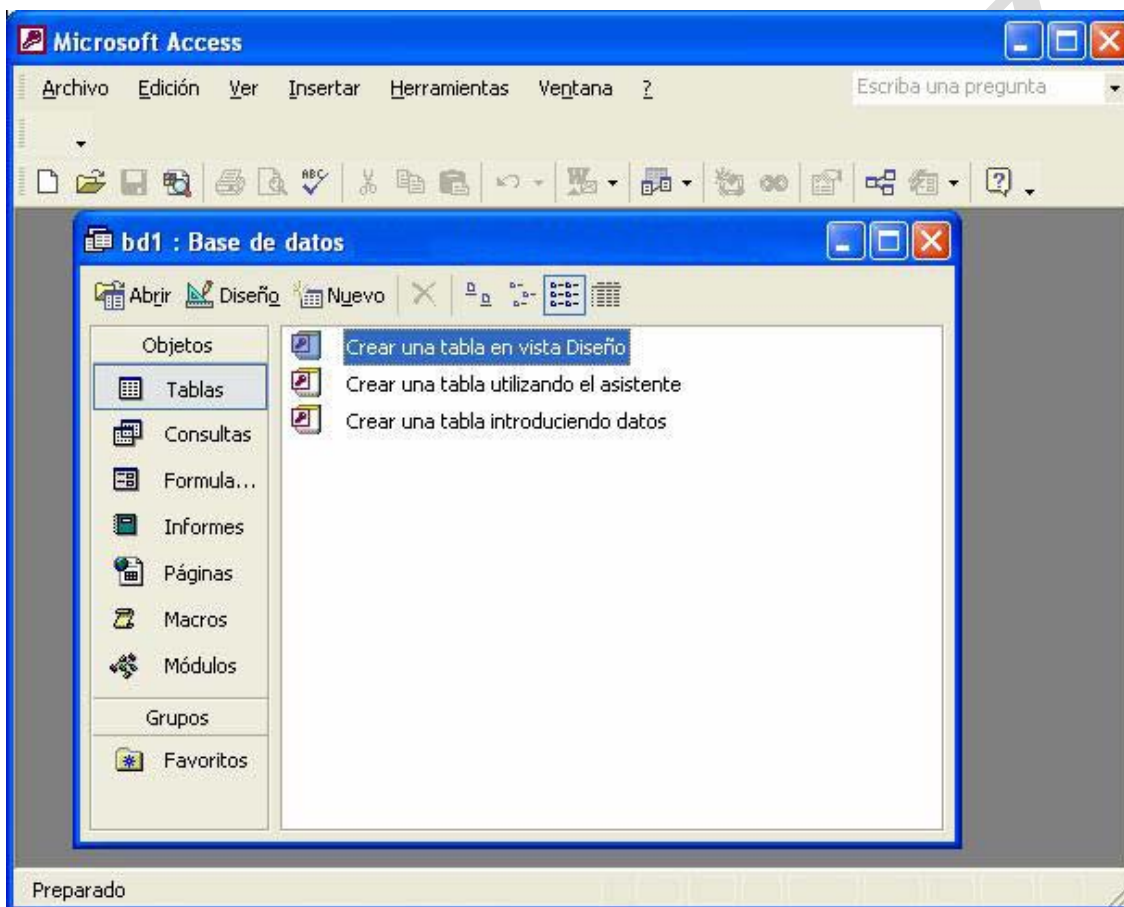 Microsoft Access
Archivo Edición Ver Insertar Herramientas Ventana ? Escriba una pregunta
bd1 : Base de datos
Abrir Diseño Nuevo
Objetos
Tablas
Consultas
Formula...
Informes
Páginas
Macros
Módulos
Grupos
Favoritos
Crear una tabla en vista Diseño
Crear una tabla utilizando el asistente
Crear una tabla introduciendo datos
Preparado